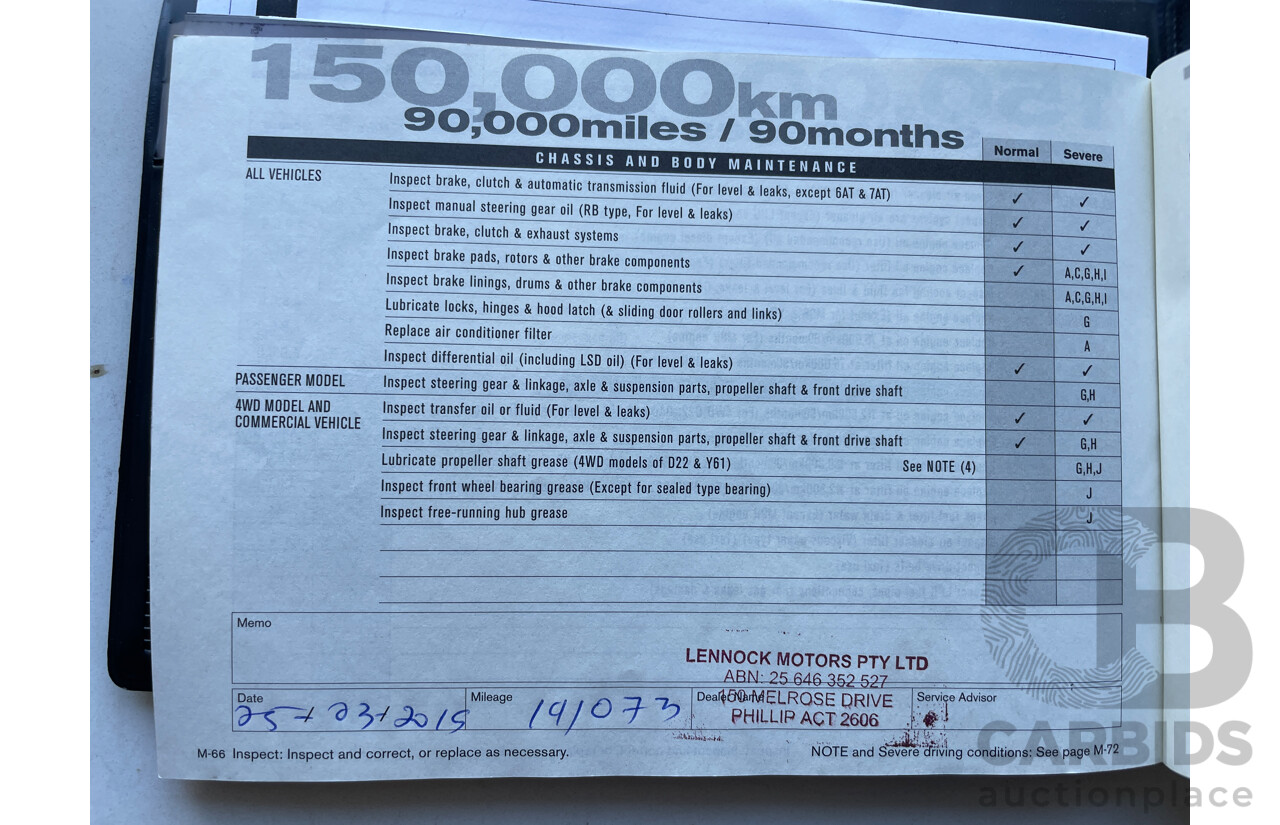 150,000km
90,000miles / 90months
CHASSIS AND BODY MAINTENANCE Normal Severe
ALL VEHICLES Inspect brake, clutch & automatic transmission fluid (For level & leaks, except 6AT & 7AT) ✓ ✓
Inspect manual steering gear oil (RB type, For level & leaks) ✓ ✓
Inspect brake, clutch & exhaust systems ✓ ✓
Inspect brake pads, rotors & other brake components ✓ A,C,G,H,I
Inspect brake linings, drums & other brake components A,C,G,H,I
Lubricate locks, hinges & hood latch (& sliding door rollers and links) G
Replace air conditioner filter A
Inspect differential oil (including LSD oil) (For level & leaks) ✓ ✓
PASSENGER MODEL Inspect steering gear & linkage, axle & suspension parts, propeller shaft & front drive shaft G,H
4WD MODEL AND COMMERCIAL VEHICLE Inspect transfer oil or fluid (For level & leaks) ✓ ✓
Inspect steering gear & linkage, axle & suspension parts, propeller shaft & front drive shaft ✓ G,H
Lubricate propeller shaft grease (4WD models of D22 & Y61) See NOTE (4) G,H,J
Inspect front wheel bearing grease (Except for sealed type bearing) J
Inspect free-running hub grease J
Memo
LENNOCK MOTORS PTY LTD
ABN: 25 646 352 527
150 MELROSE DRIVE
PHILLIP ACT 2606
Date Mileage Dealer Name Service Advisor
25 03 2019 141073
M-66 Inspect: Inspect and correct, or replace as necessary. NOTE and Severe driving conditions: See page M-72
CB
CARBIDS
auctionplace